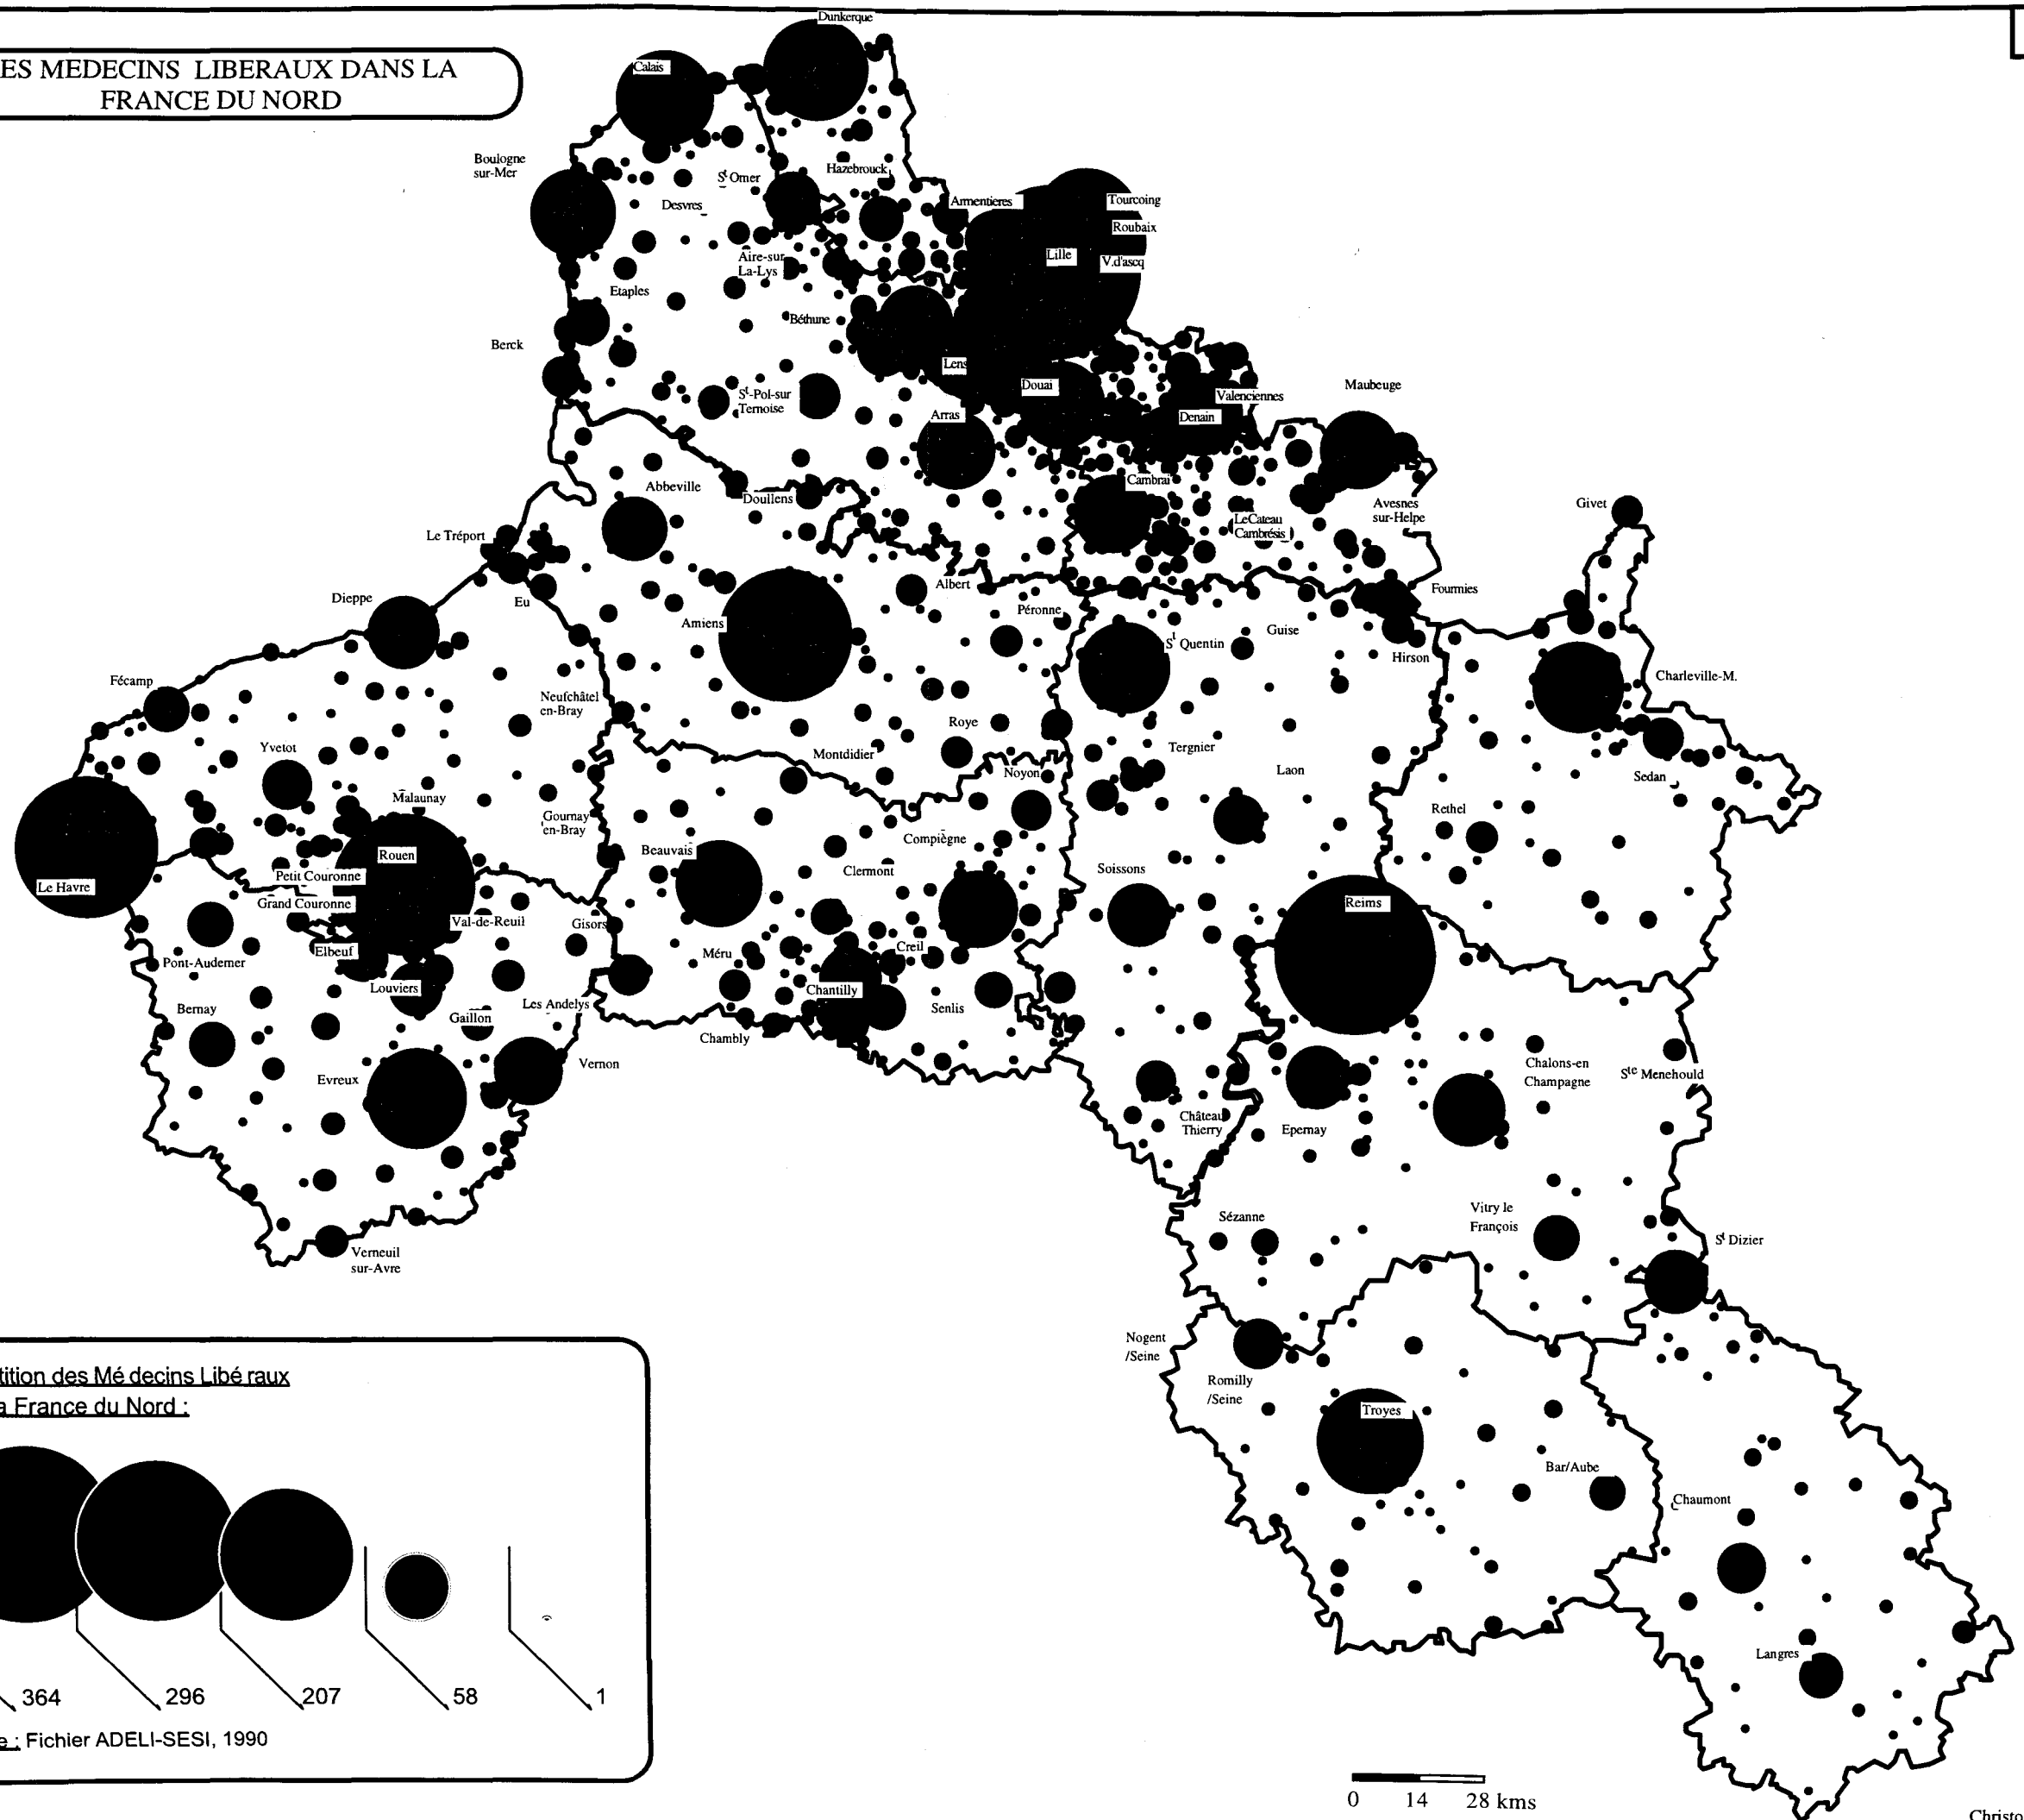 ES MEDECINS LIBERAUX DANS LA
FRANCE DU NORD
Dunkerque
Calais
Boulogne
sur-Mer
St Omer
Hazebrouck
Desvres
Armentieres
Tourcoing
Roubaix
Lille
V.d'ascq
Aire-sur
La-Lys
Etaples
Béthune
Berck
Lens
Douai
Maubeuge
St-Pol-sur
Ternoise
Valenciennes
Arras
Denain
Cambrai
Abbeville
Doullens
Avesnes
sur-Helpe
Givet
Le Cateau
Cambrésis
Le Tréport
Albert
Fourmies
Eu
Dieppe
Péronne
Amiens
Guise
St Quentin
Hirson
Fécamp
Charleville-M.
Neufchâtel
en-Bray
Roye
Yvetot
Montdidier
Tergnier
Noyon
Laon
Sedan
Malaunay
Gournay
en-Bray
Rethel
Compiègne
Beauvais
Rouen
Clermont
Soissons
Petit Couronne
Le Havre
Grand Couronne
Reims
Val-de-Reuil
Gisors
Elbeuf
Méru
Creil
Pont-Audemer
Louviers
Chantilly
Bernay
Les Andelys
Senlis
Gaillon
Chambly
Vernon
Chalons-en
Champagne
Ste Menehould
Evreux
Château
Thierry
Epernay
Vitry le
François
Sézanne
St Dizier
Verneuil
sur-Avre
Nogent
/Seine
Romilly
/Seine
Troyes
Bar/Aube
Chaumont
Langres
tition des Mé decins Libé raux
a France du Nord :
364 296 207 58 1
e : Fichier ADELI-SESI, 1990
0 14 28 kms
Christo